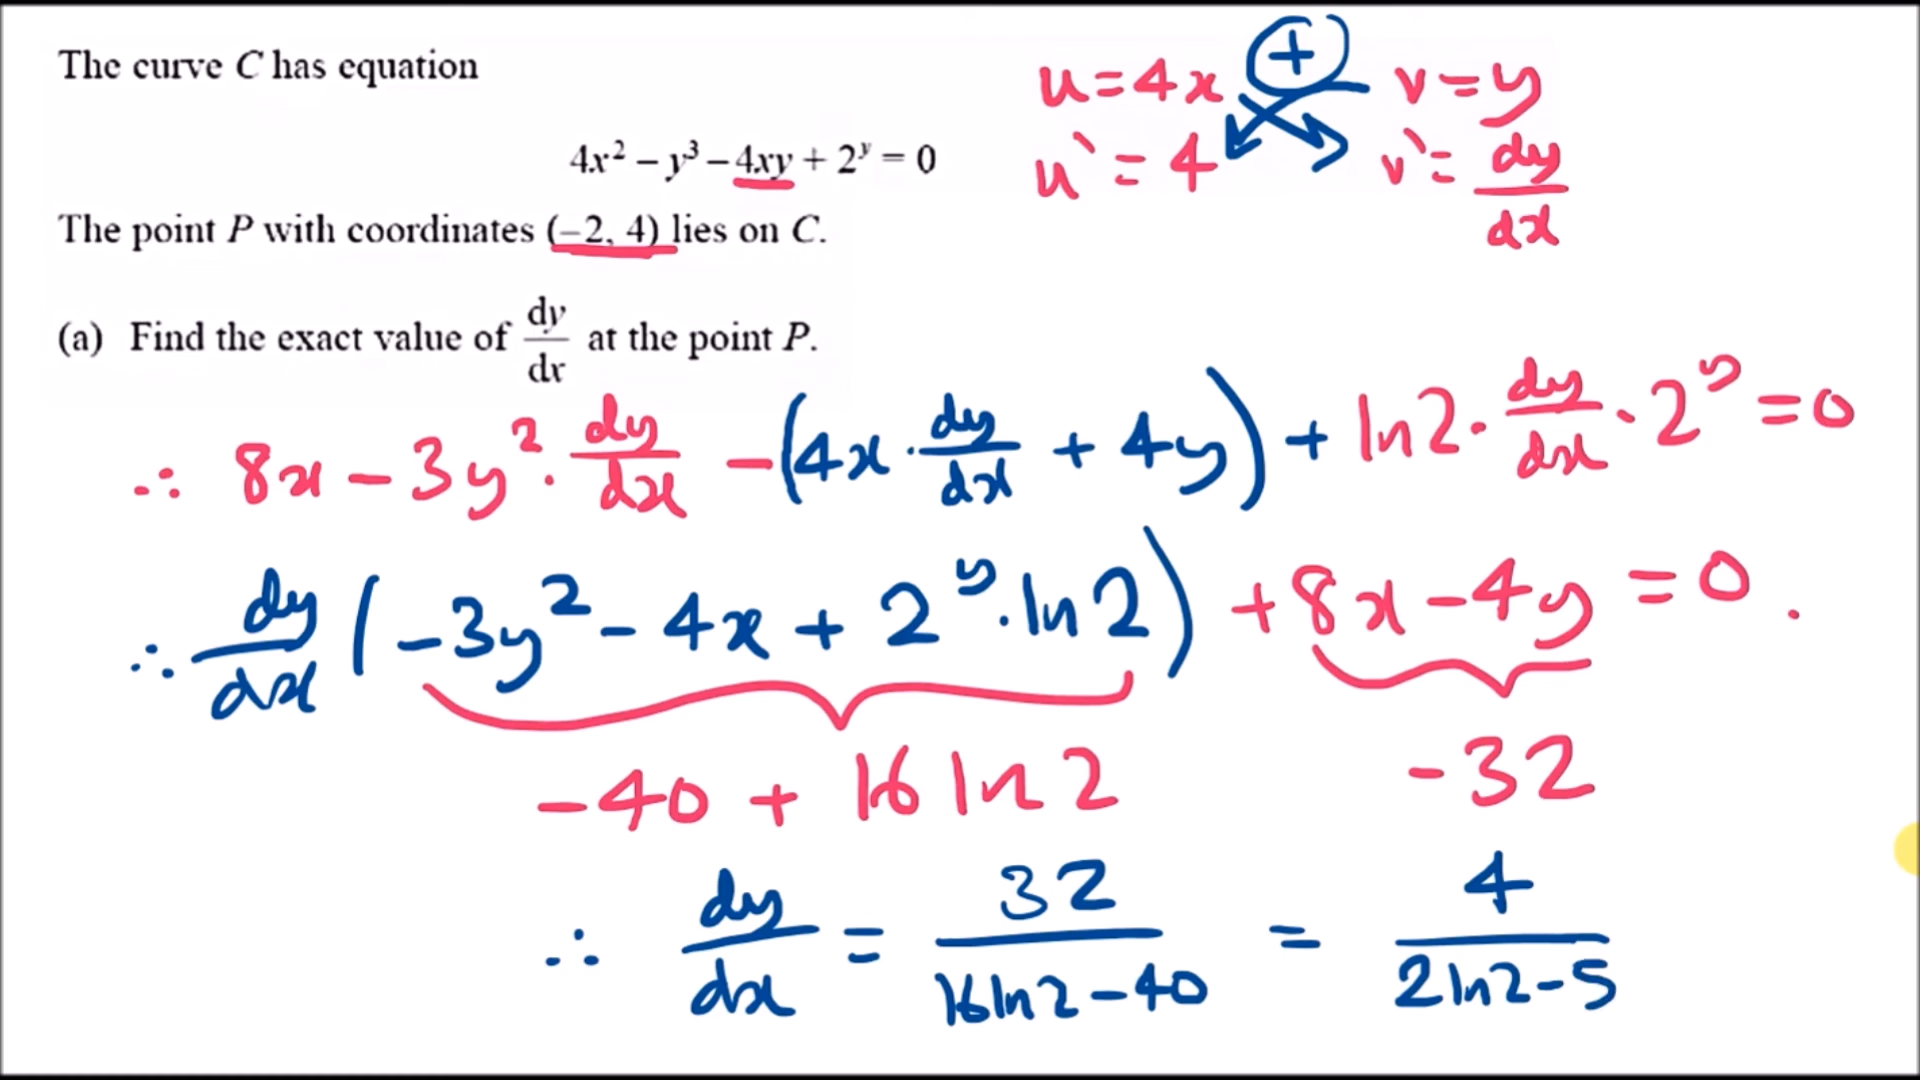 The curve C has equation
4x² – y³ – 4xy + 2ʸ = 0
The point P with coordinates (–2, 4) lies on C.
(a) Find the exact value of dy/dx at the point P.
u = 4x + v = y
u` = 4 v` = dy/dx
∴ 8x – 3y² · dy/dx – (4x · dy/dx + 4y) + ln2 · dy/dx · 2ʸ = 0
∴ dy/dx (–3y² – 4x + 2ʸ · ln2) + 8x – 4y = 0.
–40 + 16 ln2 –32
∴ dy/dx = 32/(16ln2 – 40) = 4/(2ln2 – 5)